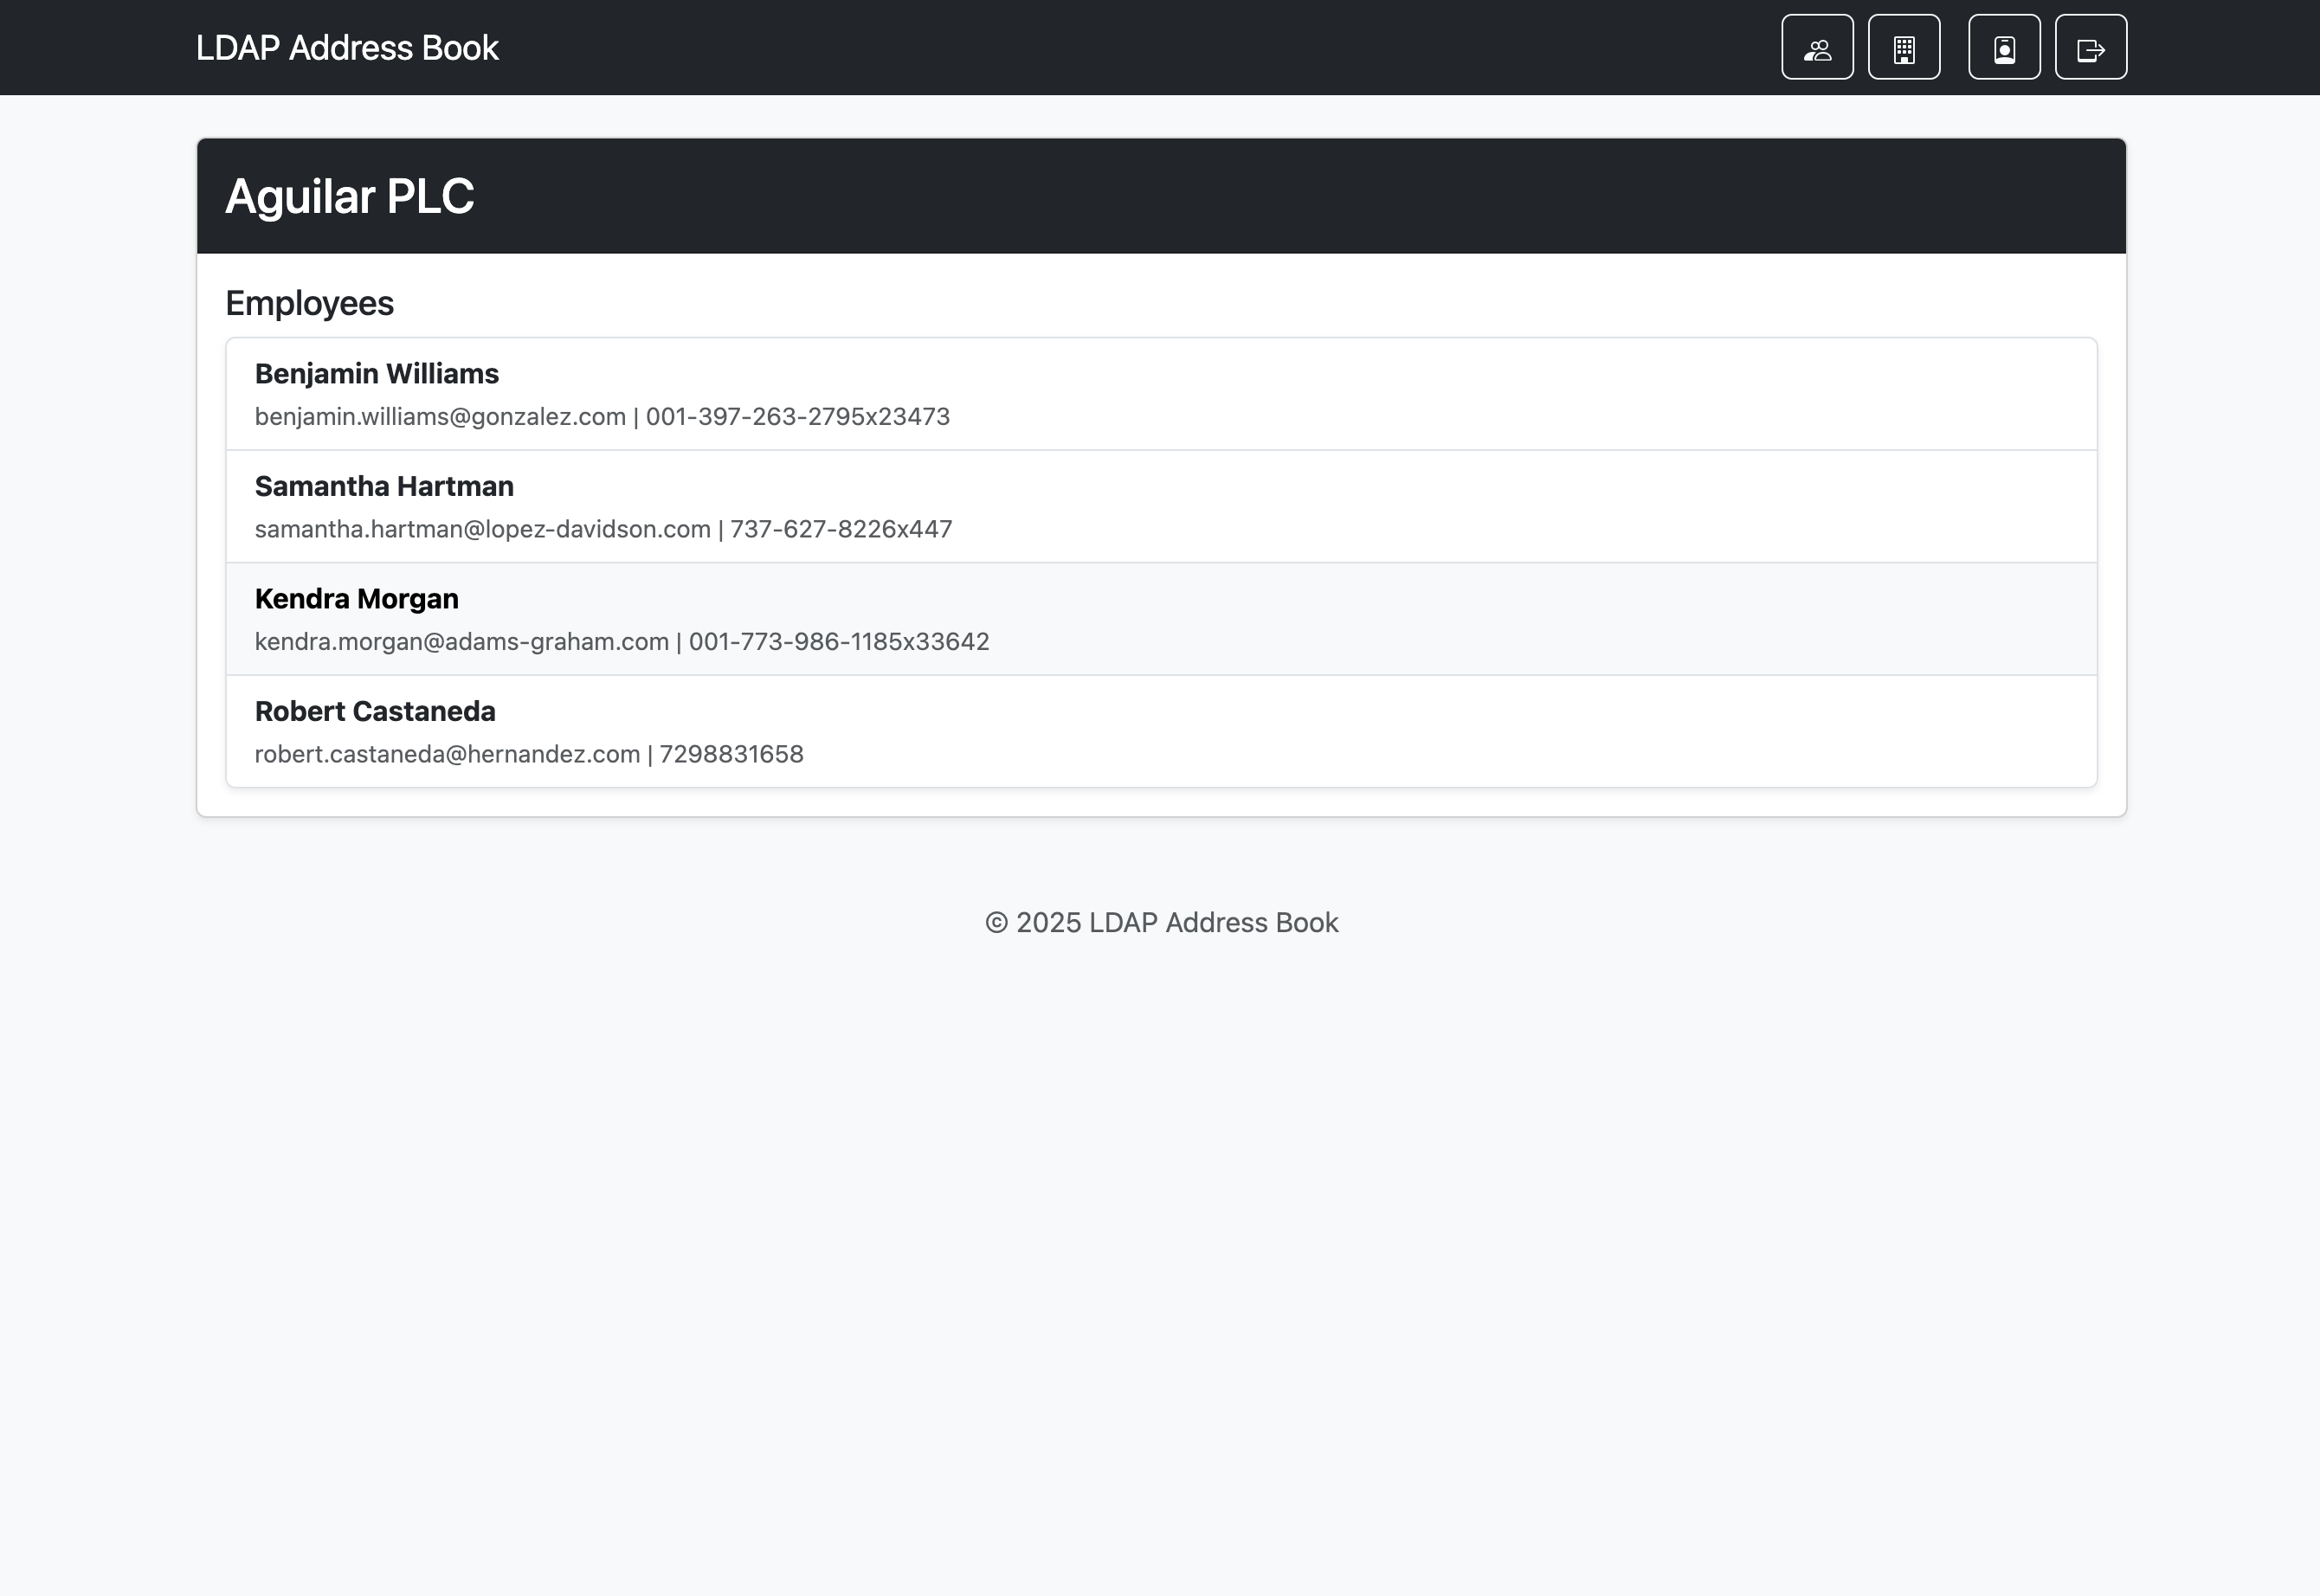 LDAP Address Book
Aguilar PLC
Employees
Benjamin Williams
benjamin.williams@gonzalez.com | 001-397-263-2795x23473
Samantha Hartman
samantha.hartman@lopez-davidson.com | 737-627-8226x447
Kendra Morgan
kendra.morgan@adams-graham.com | 001-773-986-1185x33642
Robert Castaneda
robert.castaneda@hernandez.com | 7298831658
© 2025 LDAP Address Book